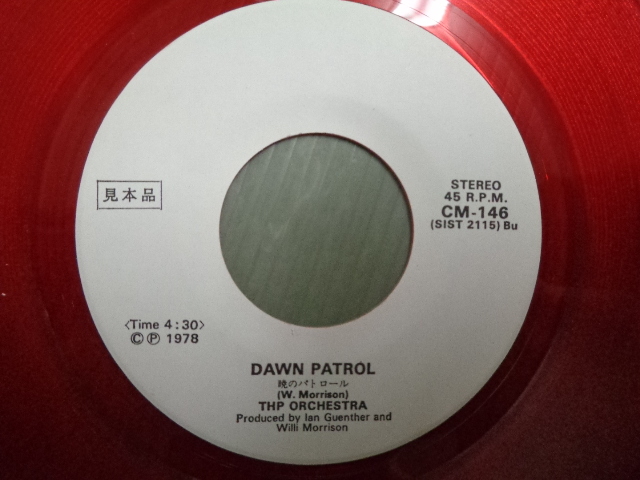 見本品
STEREO
45 R.P.M.
CM-146
(SIST 2115) Bu
<Time 4:30>
©℗ 1978
DAWN PATROL
暁のパトロール
(W. Morrison)
THP ORCHESTRA
Produced by Ian Guenther and
Willi Morrison